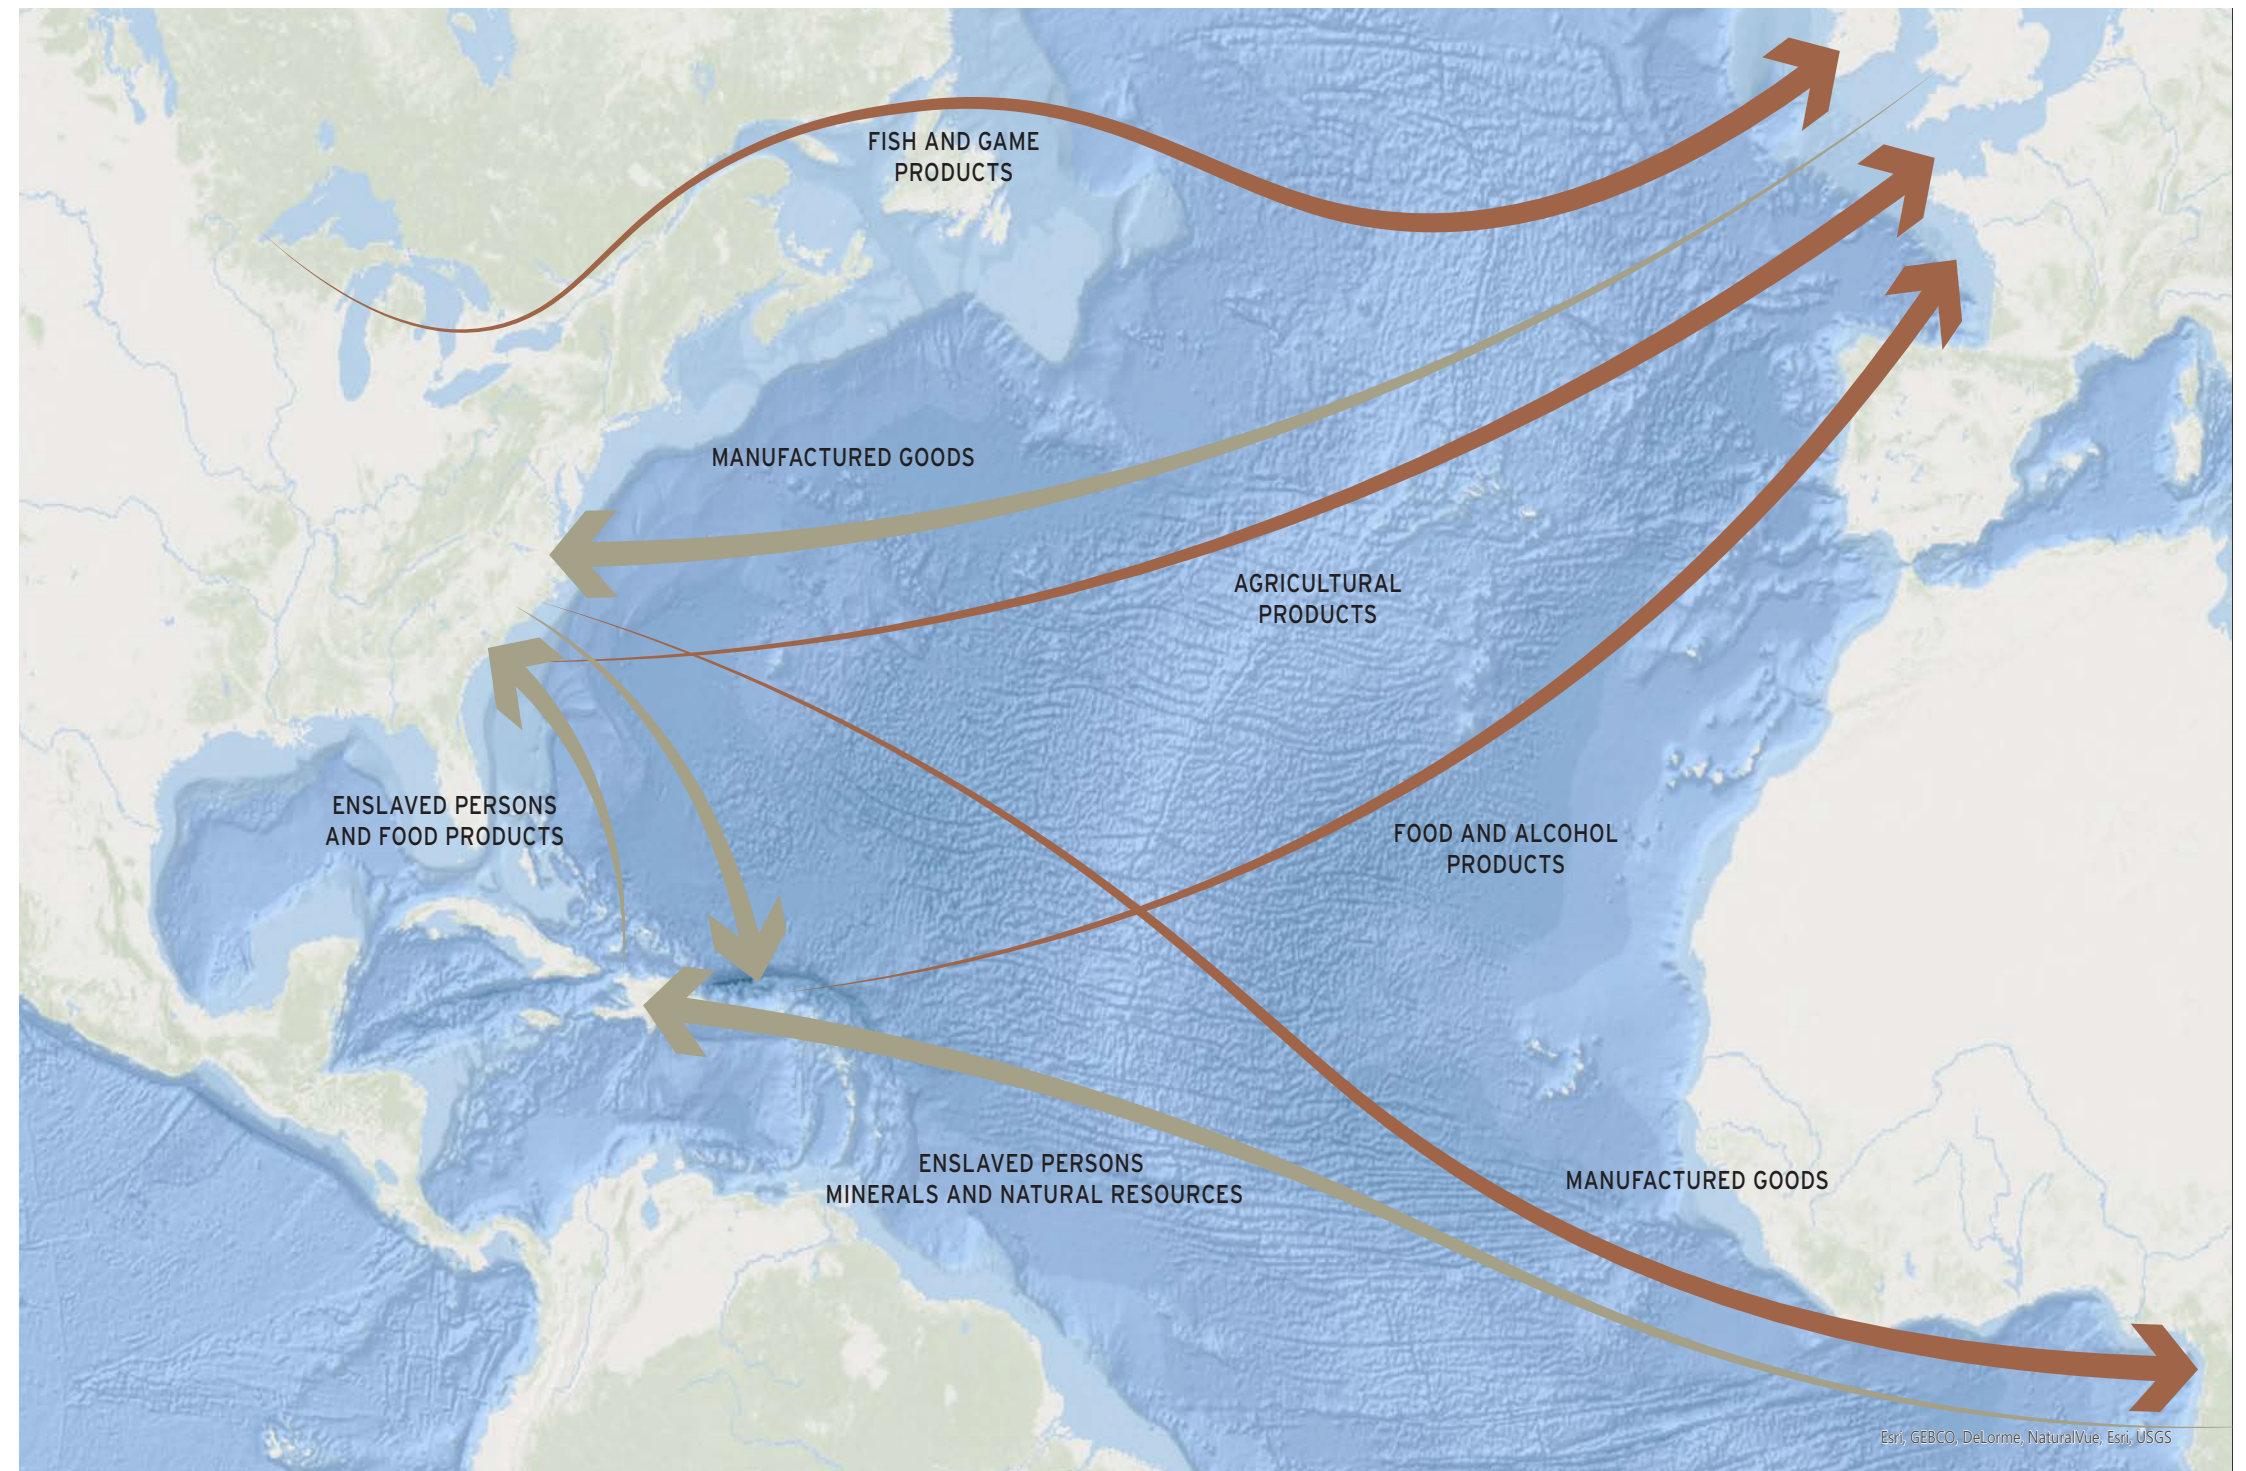 FISH AND GAME
PRODUCTS
MANUFACTURED GOODS
AGRICULTURAL
PRODUCTS
ENSLAVED PERSONS
AND FOOD PRODUCTS
FOOD AND ALCOHOL
PRODUCTS
ENSLAVED PERSONS
MINERALS AND NATURAL RESOURCES
MANUFACTURED GOODS
Esri, GEBCO, DeLorme, NaturalVue, Esri, USGS